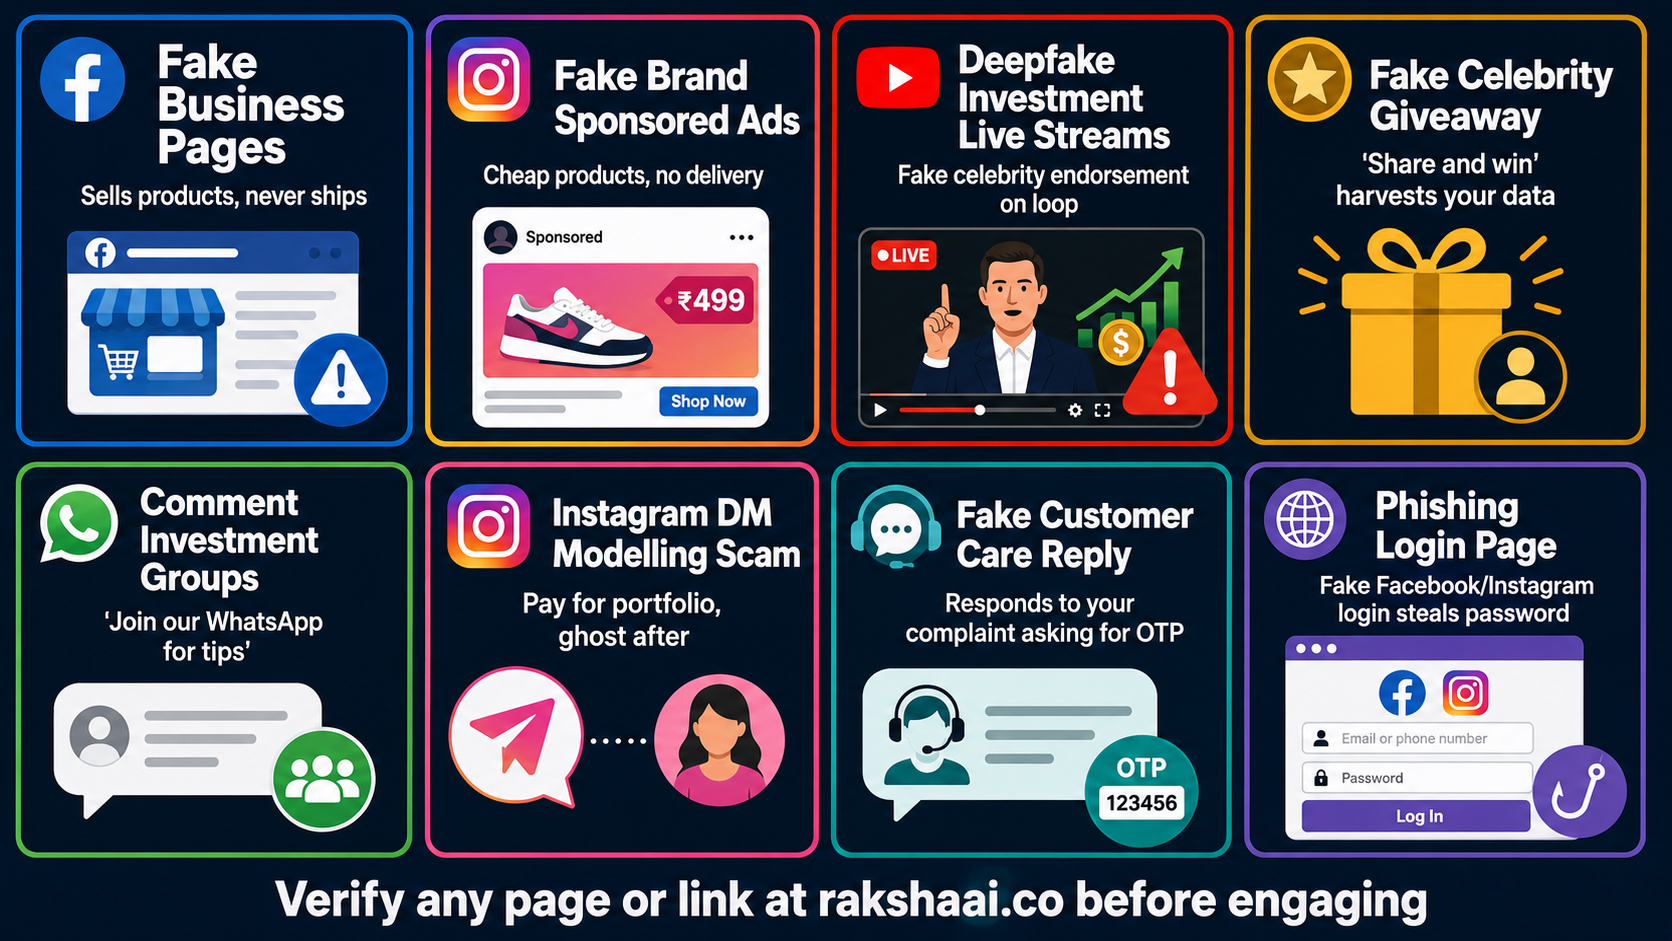 Fake
Business
Pages
Sells products, never ships
Fake Brand
Sponsored Ads
Cheap products, no delivery
Sponsored
₹499
Shop Now
Deepfake
Investment
Live Streams
Fake celebrity endorsement
on loop
LIVE
$
Fake Celebrity
Giveaway
'Share and win'
harvests your data
Comment
Investment
Groups
'Join our WhatsApp
for tips'
Instagram DM
Modelling Scam
Pay for portfolio,
ghost after
Fake Customer
Care Reply
Responds to your
complaint asking for OTP
OTP
123456
Phishing
Login Page
Fake Facebook/Instagram
login steals password
Email or phone number
Password
Log In
Verify any page or link at rakshaai.co before engaging